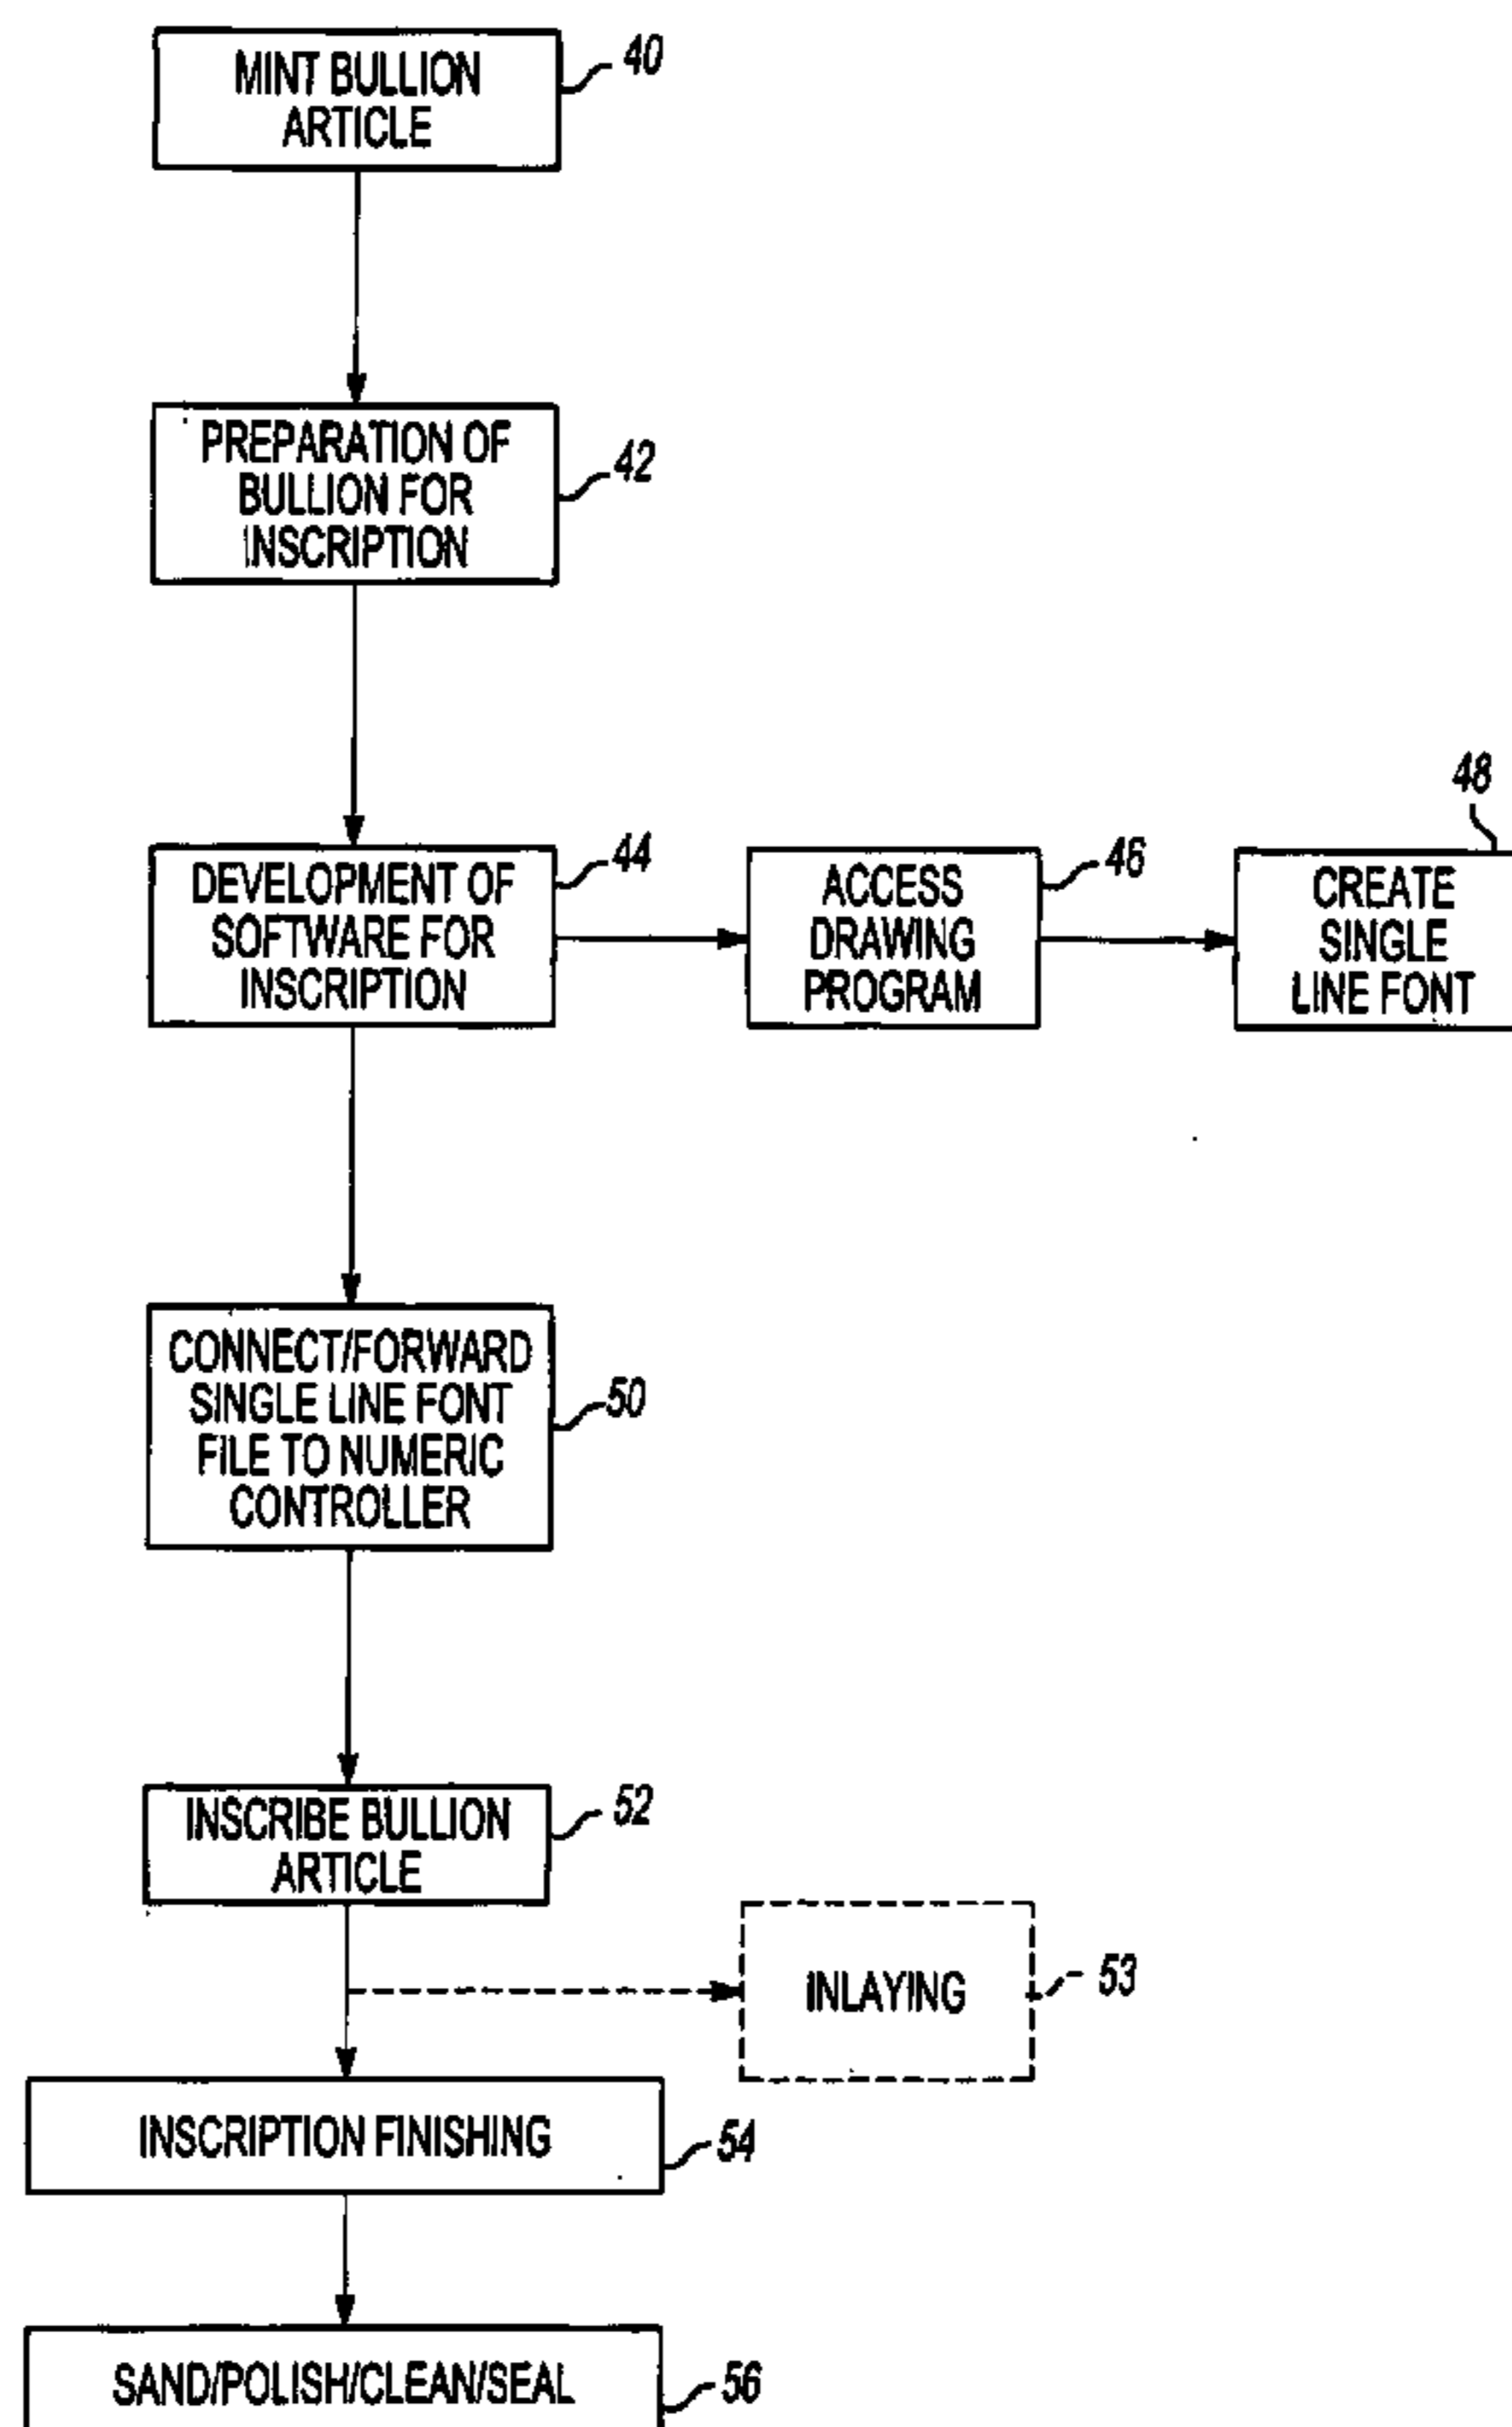 MINT BULLION
ARTICLE
40
PREPARATION OF
BULLION FOR
INSCRIPTION
42
DEVELOPMENT OF
SOFTWARE FOR
INSCRIPTION
44
ACCESS
DRAWING
PROGRAM
46
CREATE
SINGLE
LINE FONT
48
CONNECT/FORWARD
SINGLE LINE FONT
FILE TO NUMERIC
CONTROLLER
50
INSCRIBE BULLION
ARTICLE
52
INLAYING
53
INSCRIPTION FINISHING
54
SAND/POLISH/CLEAN/SEAL
56